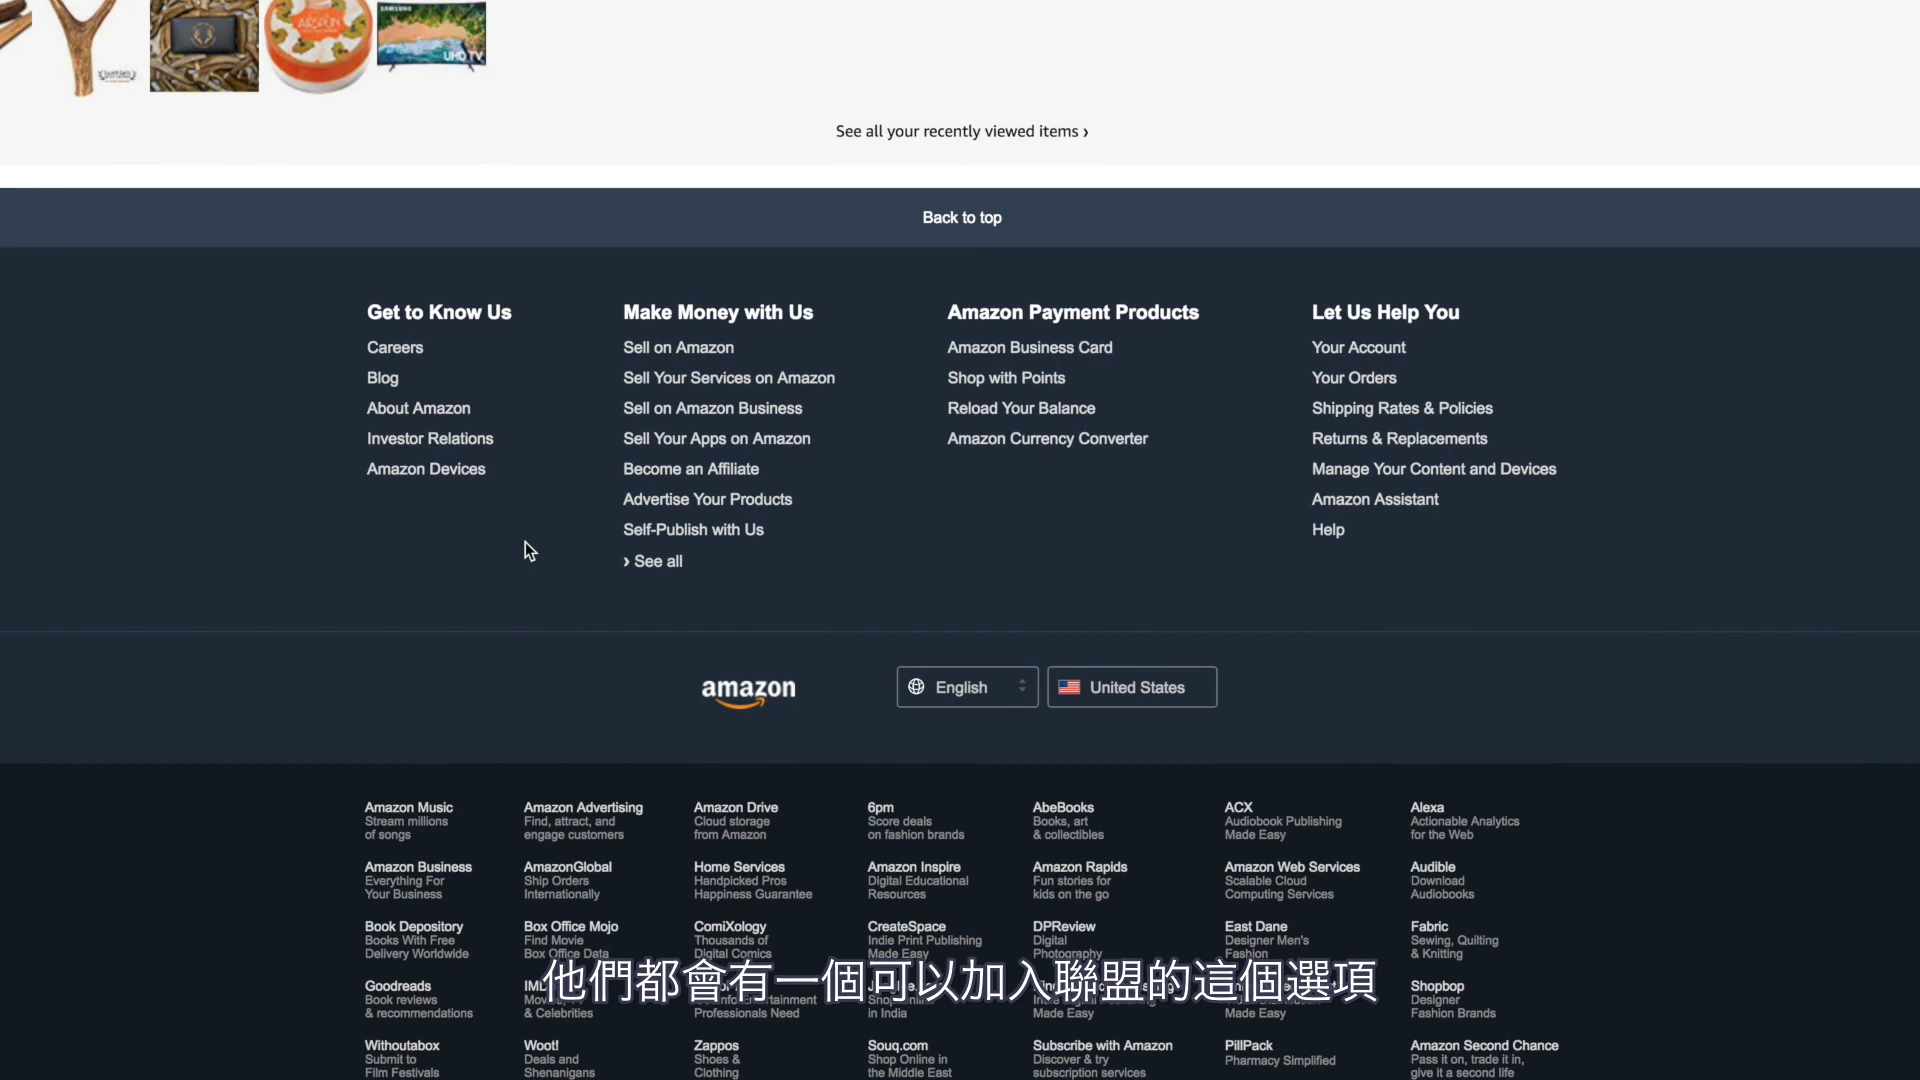 SAMSUNG
AIRSPUN
UHD TV
See all your recently viewed items ›
Back to top
Get to Know Us
Careers
Blog
About Amazon
Investor Relations
Amazon Devices
Make Money with Us
Sell on Amazon
Sell Your Services on Amazon
Sell on Amazon Business
Sell Your Apps on Amazon
Become an Affiliate
Advertise Your Products
Self-Publish with Us
› See all
Amazon Payment Products
Amazon Business Card
Shop with Points
Reload Your Balance
Amazon Currency Converter
Let Us Help You
Your Account
Your Orders
Shipping Rates & Policies
Returns & Replacements
Manage Your Content and Devices
Amazon Assistant
Help
amazon
English
United States
Amazon Music
Stream millions
of songs
Amazon Advertising
Find, attract, and
engage customers
Amazon Drive
Cloud storage
from Amazon
6pm
Score deals
on fashion brands
AbeBooks
Books, art
& collectibles
ACX
Audiobook Publishing
Made Easy
Alexa
Actionable Analytics
for the Web
Amazon Business
Everything For
Your Business
AmazonGlobal
Ship Orders
Internationally
Home Services
Handpicked Pros
Happiness Guarantee
Amazon Inspire
Digital Educational
Resources
Amazon Rapids
Fun stories for
kids on the go
Amazon Web Services
Scalable Cloud
Computing Services
Audible
Download
Audiobooks
Book Depository
Books With Free
Delivery Worldwide
Box Office Mojo
Find Movie
Box Office Data
ComiXology
Thousands of
Digital Comics
CreateSpace
Indie Print Publishing
Made Easy
DPReview
Digital
Photography
East Dane
Designer Men's
Fashion
Fabric
Sewing, Quilting
& Knitting
他們都會有一個可以加入聯盟的這個選項
Goodreads
Book reviews
& recommendations
& Celebrities
Professionals Need
in India
Made Easy
Made Easy
Shopbop
Designer
Fashion Brands
Withoutabox
Submit to
Film Festivals
Woot!
Deals and
Shenanigans
Zappos
Shoes &
Clothing
Souq.com
Shop Online in
the Middle East
Subscribe with Amazon
Discover & try
subscription services
PillPack
Pharmacy Simplified
Amazon Second Chance
Pass it on, trade it in,
give it a second life